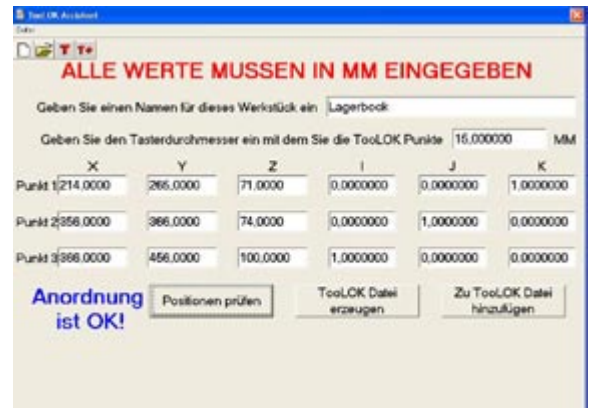 TooLOK Assistent
Datei
ALLE WERTE MUSSEN IN MM EINGEGEBEN
Geben Sie einen Namen für dieses Werkstück ein Lagerbock
Geben Sie den Tasterdurchmesser ein mit dem Sie die TooLOK Punkte 15,000000 MM
X Y Z I J K
Punkt 1 214,0000 265,0000 71,0000 0,0000000 0,0000000 1,0000000
Punkt 2 356,0000 366,0000 74,0000 0,0000000 1,0000000 0,0000000
Punkt 3 366,0000 456,0000 100,0000 1,0000000 0,0000000 0,0000000
Anordnung ist OK!
Positionen prüfen
TooLOK Datei erzeugen
Zu TooLOK Datei hinzufügen